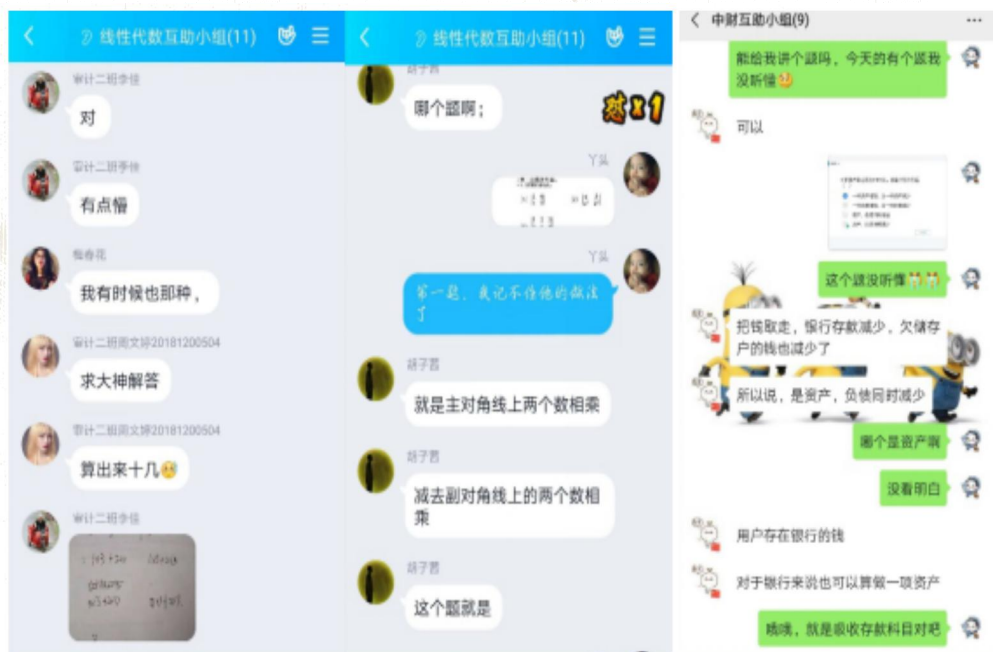 线性代数互助小组(11)
审计二班李佳
对
审计二班李佳
有点懵
梅春花
我有时候也那种，
审计二班周文婷20181200504
求大神解答
审计二班周文婷20181200504
算出来十几
审计二班李佳
线性代数互助小组(11)
胡子茜
哪个题啊；
怼x1
丫头
丫头
第一题，我记不住他的做法
了
胡子茜
就是主对角线上两个数相乘
胡子茜
减去副对角线上的两个数相
乘
胡子茜
这个题就是
中财互助小组(9)
能给我讲个题吗，今天的有个题我
没听懂
可以
这个题没听懂
把钱取走，银行存款减少，欠储存
户的钱也减少了
所以说，是资产，负债同时减少
哪个是资产啊
没看明白
用户存在银行的钱
对于银行来说也可以算做一项资产
哦哦，就是吸收存款科目对吧